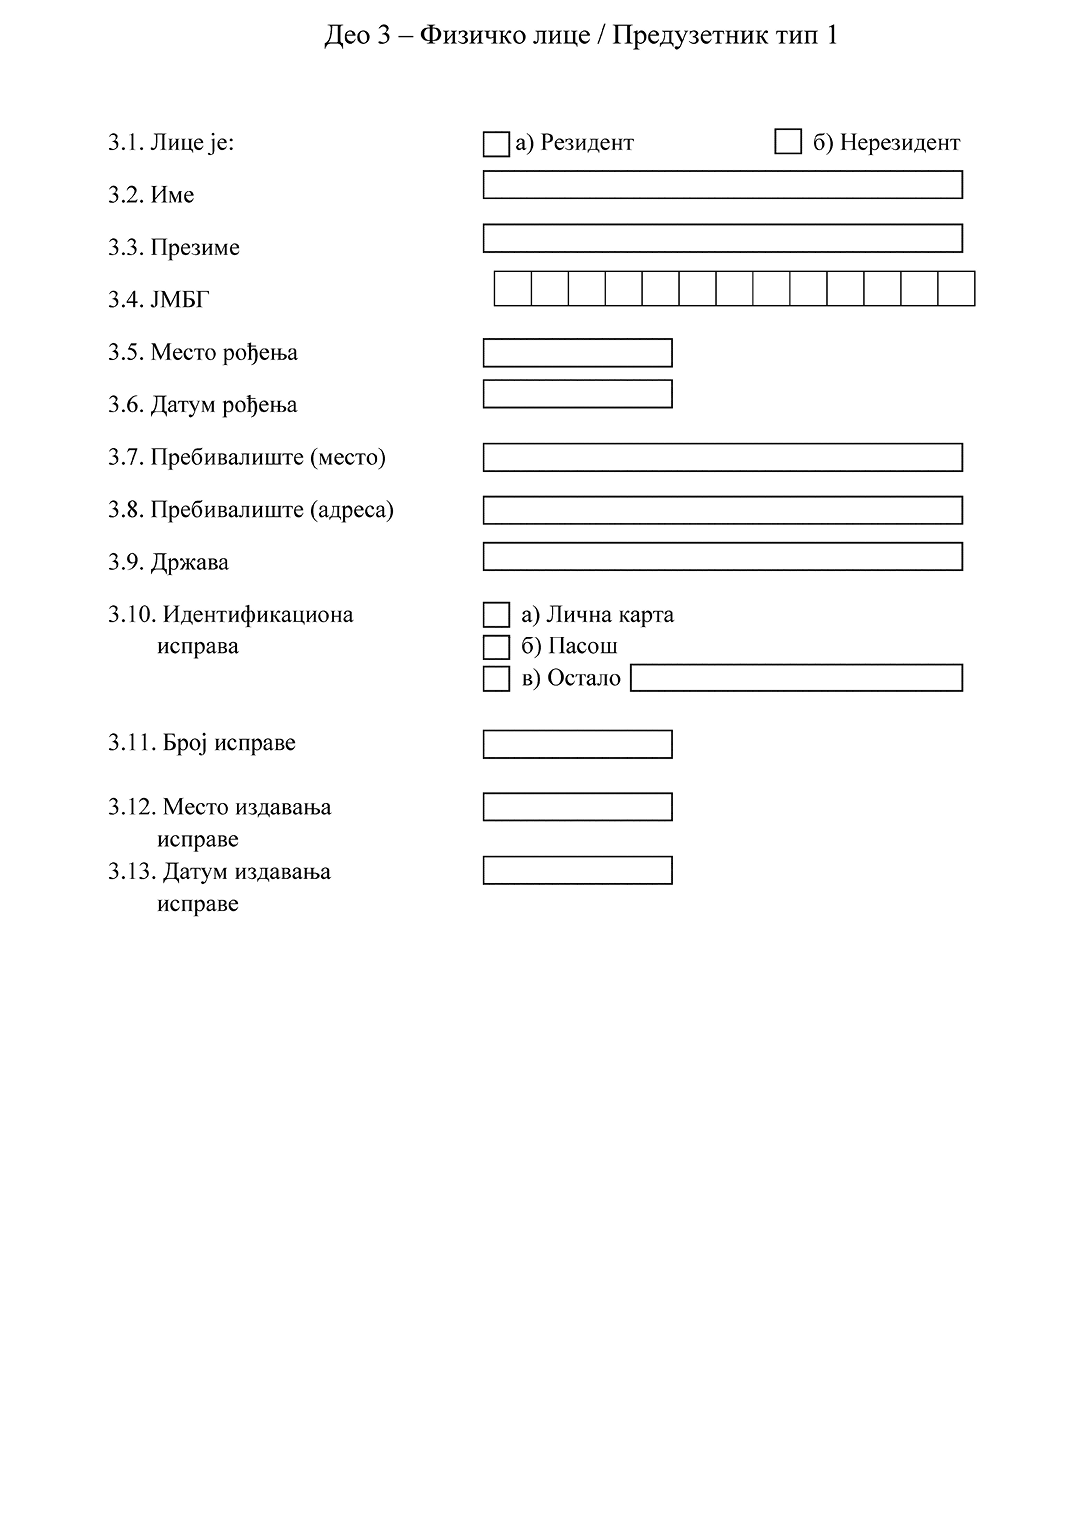 Део 3 – Физичко лице / Предузетник тип 1
3.1. Лице је: а) Резидент б) Нерезидент
3.2. Име
3.3. Презиме
3.4. ЈМБГ
3.5. Место рођења
3.6. Датум рођења
3.7. Пребивалиште (место)
3.8. Пребивалиште (адреса)
3.9. Држава
3.10. Идентификациона а) Лична карта
исправа б) Пасош
в) Остало
3.11. Број исправе
3.12. Место издавања
исправе
3.13. Датум издавања
исправе